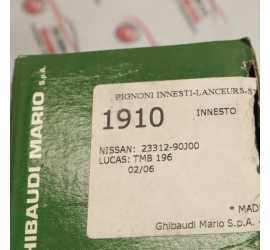 GHIBAUDI MARIO S.p.A.
PIGNONI INNESTI-LANCEURS-
1910 INNESTO
NISSAN: 23312-90J00
LUCAS: TMB 196
02/06
* MAD
Ghibaudi Mario S.p.A.